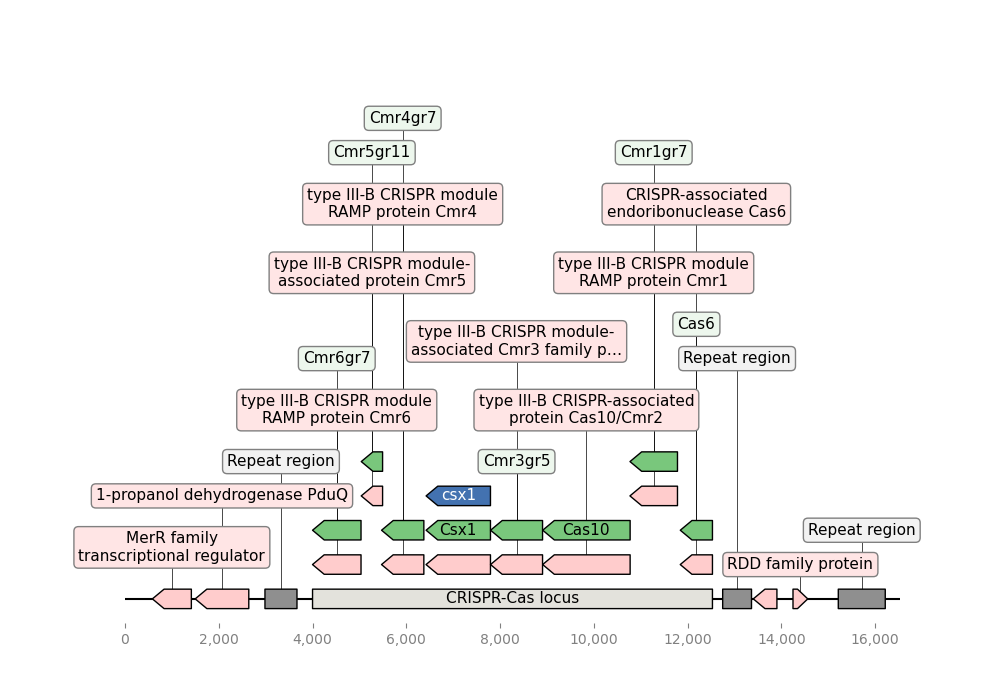 Cmr4gr7
Cmr5gr11
Cmr1gr7
type III-B CRISPR module
RAMP protein Cmr4
CRISPR-associated
endoribonuclease Cas6
type III-B CRISPR module-
associated protein Cmr5
type III-B CRISPR module
RAMP protein Cmr1
Cas6
type III-B CRISPR module-
associated Cmr3 family p...
Cmr6gr7
Repeat region
type III-B CRISPR module
RAMP protein Cmr6
type III-B CRISPR-associated
protein Cas10/Cmr2
Repeat region
Cmr3gr5
1-propanol dehydrogenase PduQ
csx1
MerR family
transcriptional regulator
Csx1
Cas10
Repeat region
RDD family protein
CRISPR-Cas locus
0 2,000 4,000 6,000 8,000 10,000 12,000 14,000 16,000